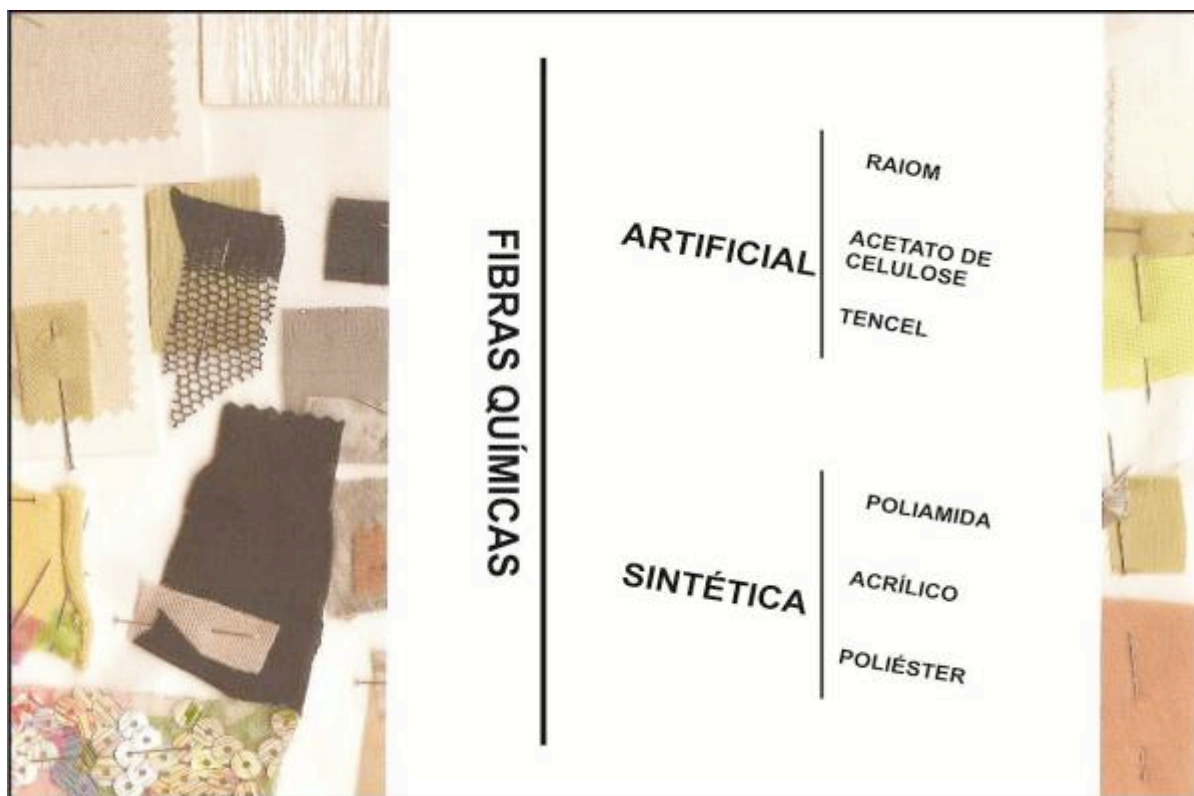 FIBRAS QUÍMICAS
ARTIFICIAL
RAIOM
ACETATO DE
CELULOSE
TENCEL
SINTÉTICA
POLIAMIDA
ACRÍLICO
POLIÉSTER